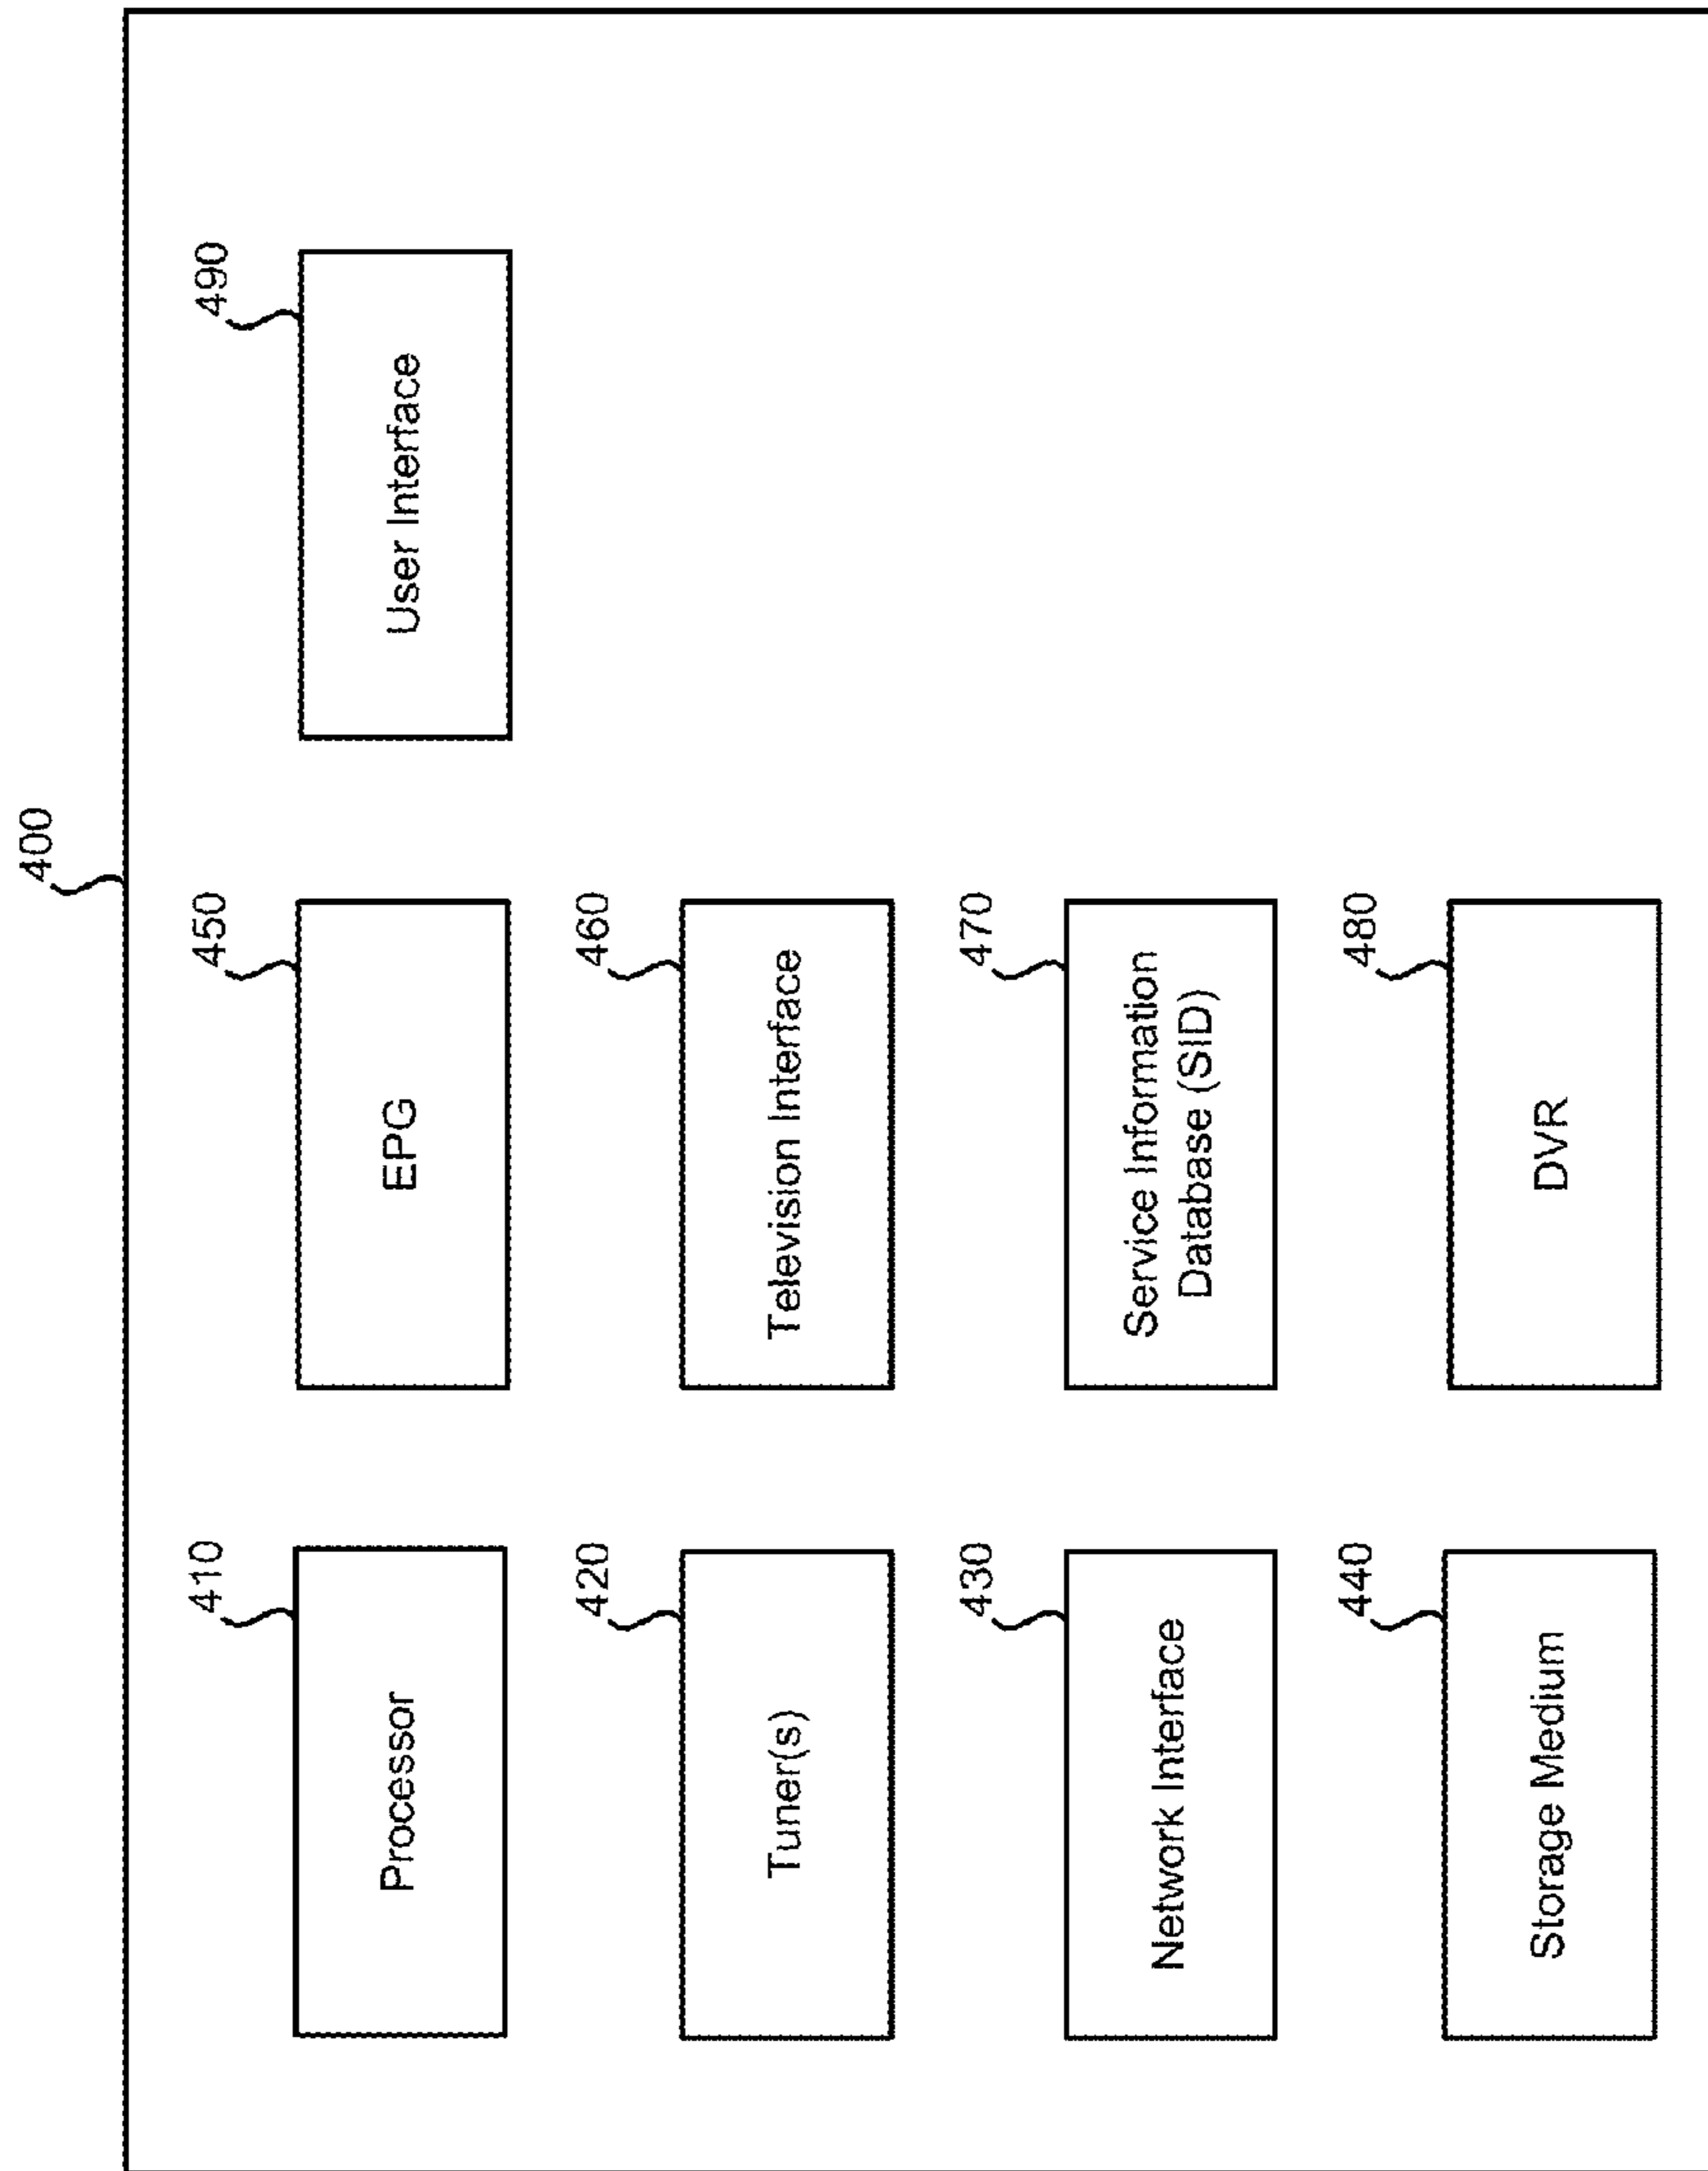 400
410
Processor
420
Tuner(s)
430
Network Interface
440
Storage Medium
450
EPG
460
Television Interface
470
Service Information
Database (SID)
480
DVR
490
User Interface